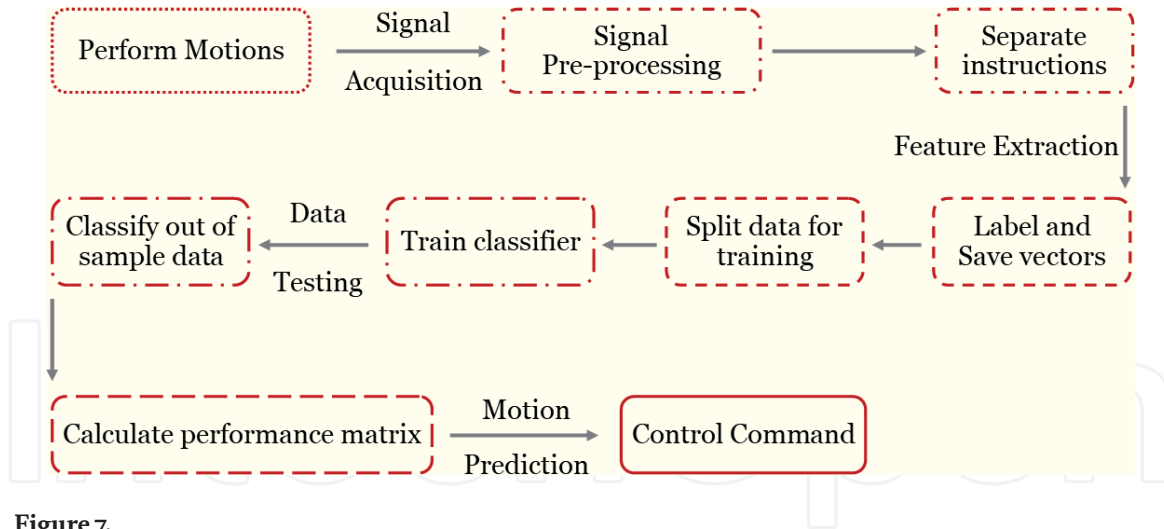 Perform Motions
Signal
Acquisition
Signal
Pre-processing
Separate
instructions
Feature Extraction
Label and
Save vectors
Split data for
training
Train classifier
Data
Testing
Classify out of
sample data
Calculate performance matrix
Motion
Prediction
Control Command
Figure 7.